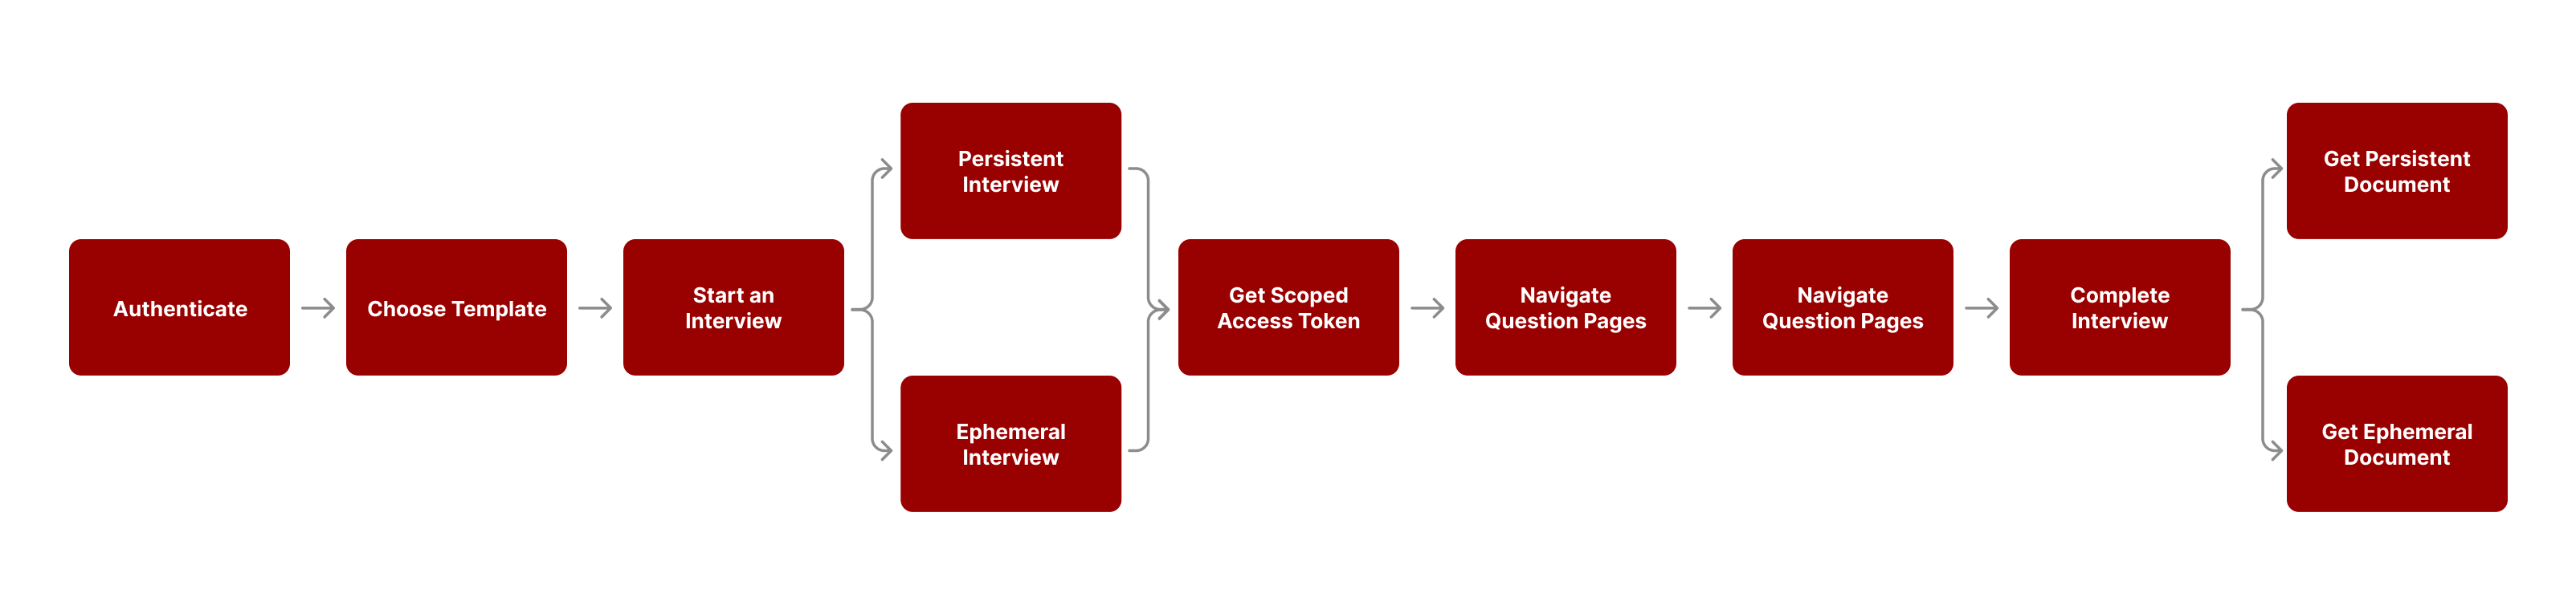 Authenticate
Choose Template
Start an
Interview
Persistent
Interview
Ephemeral
Interview
Get Scoped
Access Token
Navigate
Question Pages
Navigate
Question Pages
Complete
Interview
Get Persistent
Document
Get Ephemeral
Document